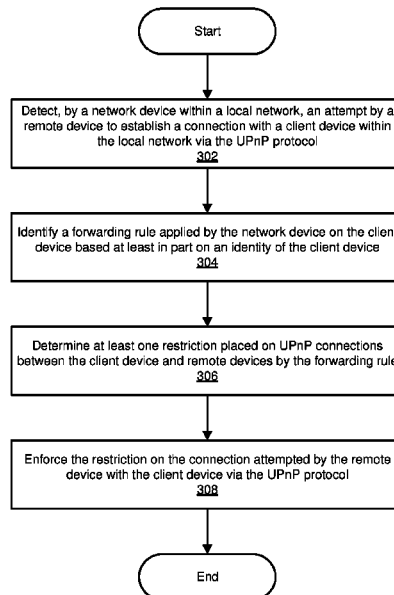 Start
Detect, by a network device within a local network, an attempt by a
remote device to establish a connection with a client device within
the local network via the UPnP protocol
302
Identify a forwarding rule applied by the network device on the client
device based at least in part on an identity of the client device
304
Determine at least one restriction placed on UPnP connections
between the client device and remote devices by the forwarding rule
306
Enforce the restriction on the connection attempted by the remote
device with the client device via the UPnP protocol
308
End